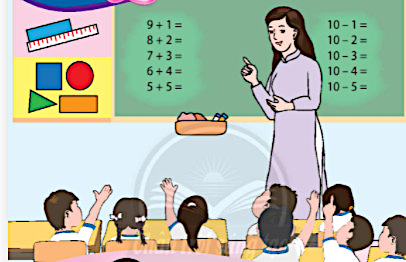 9 + 1 =
8 + 2 =
7 + 3 =
6 + 4 =
5 + 5 =
10 – 1 =
10 – 2 =
10 – 3 =
10 – 4 =
10 – 5 =